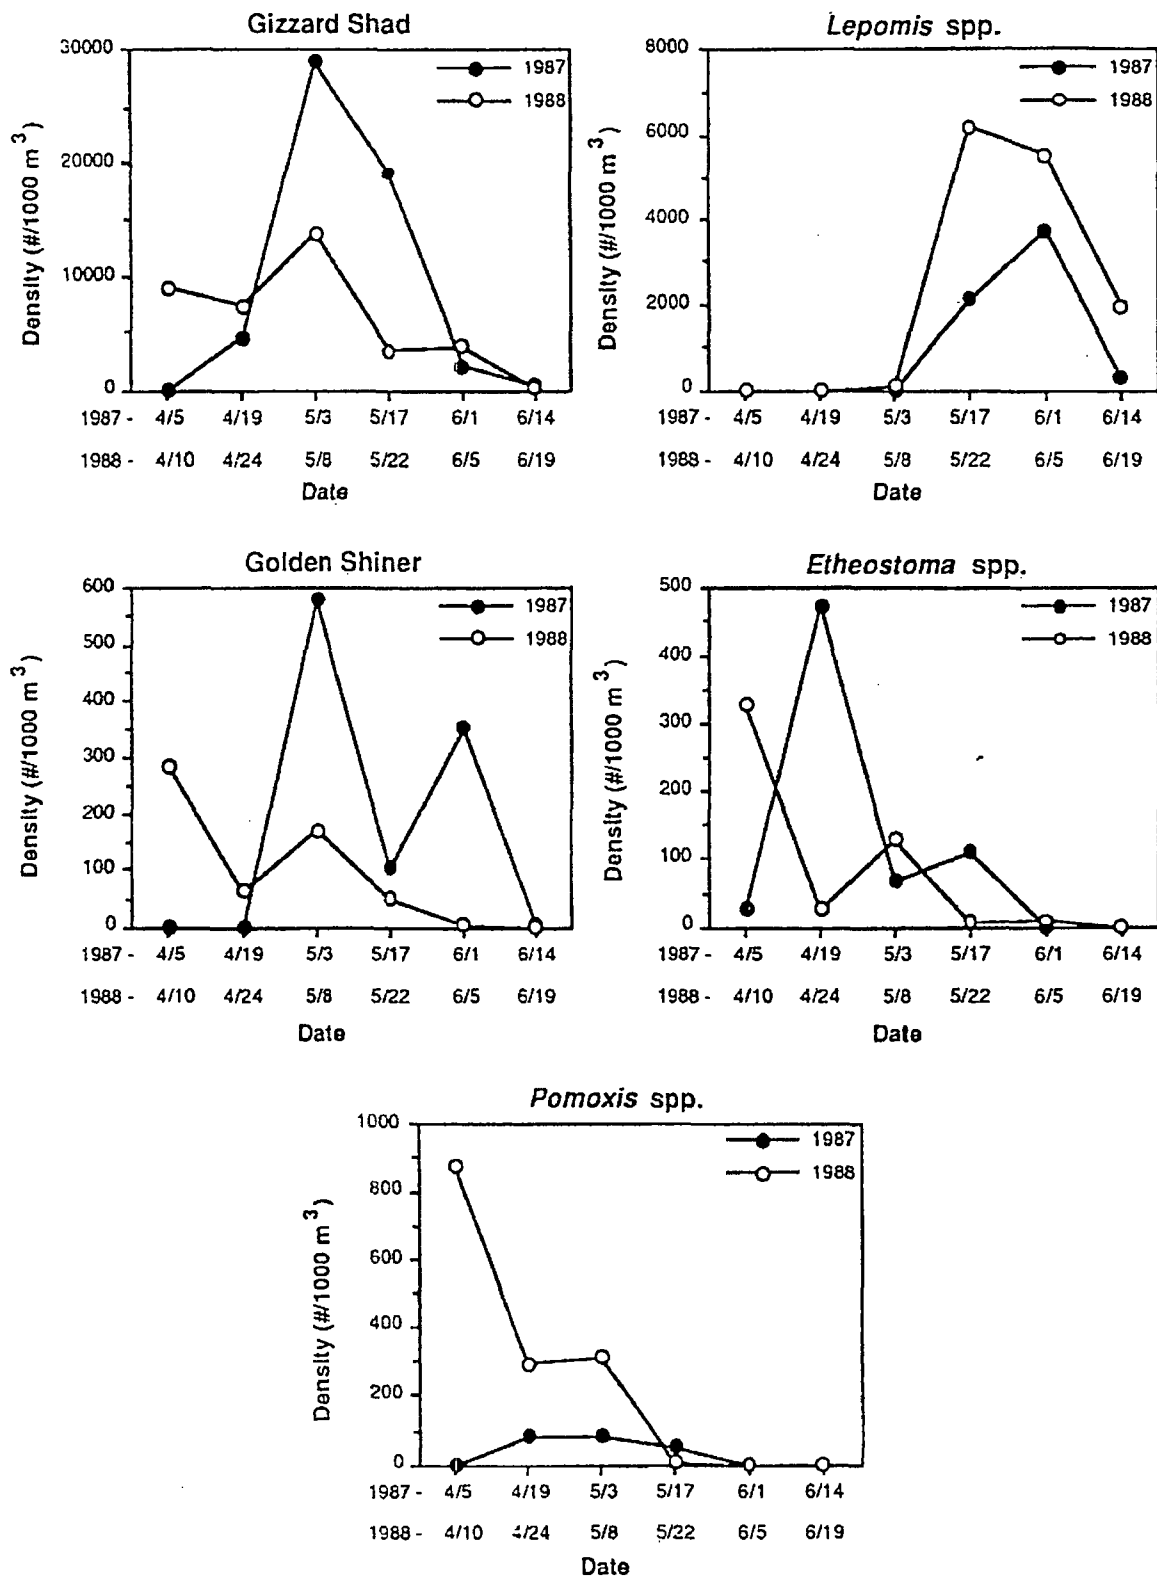 Gizzard Shad
30000
20000
10000
0
Density (#/1000 m 3)
1987
1988
1987 - 4/5 4/19 5/3 5/17 6/1 6/14
1988 - 4/10 4/24 5/8 5/22 6/5 6/19
Date
Lepomis spp.
8000
6000
4000
2000
0
Density (#/1000 m 3)
1987
1988
1987 - 4/5 4/19 5/3 5/17 6/1 6/14
1988 - 4/10 4/24 5/8 5/22 6/5 6/19
Date
Golden Shiner
600
500
400
300
200
100
0
Density (#/1000 m 3)
1987
1988
1987 - 4/5 4/19 5/3 5/17 6/1 6/14
1988 - 4/10 4/24 5/8 5/22 6/5 6/19
Date
Etheostoma spp.
500
400
300
200
100
0
Density (#/1000 m 3)
1987
1988
1987 - 4/5 4/19 5/3 5/17 6/1 6/14
1988 - 4/10 4/24 5/8 5/22 6/5 6/19
Date
Pomoxis spp.
1000
800
600
400
200
0
Density (#/1000 m 3)
1987
1988
1987 - 4/5 4/19 5/3 5/17 6/1 6/14
1988 - 4/10 4/24 5/8 5/22 6/5 6/19
Date